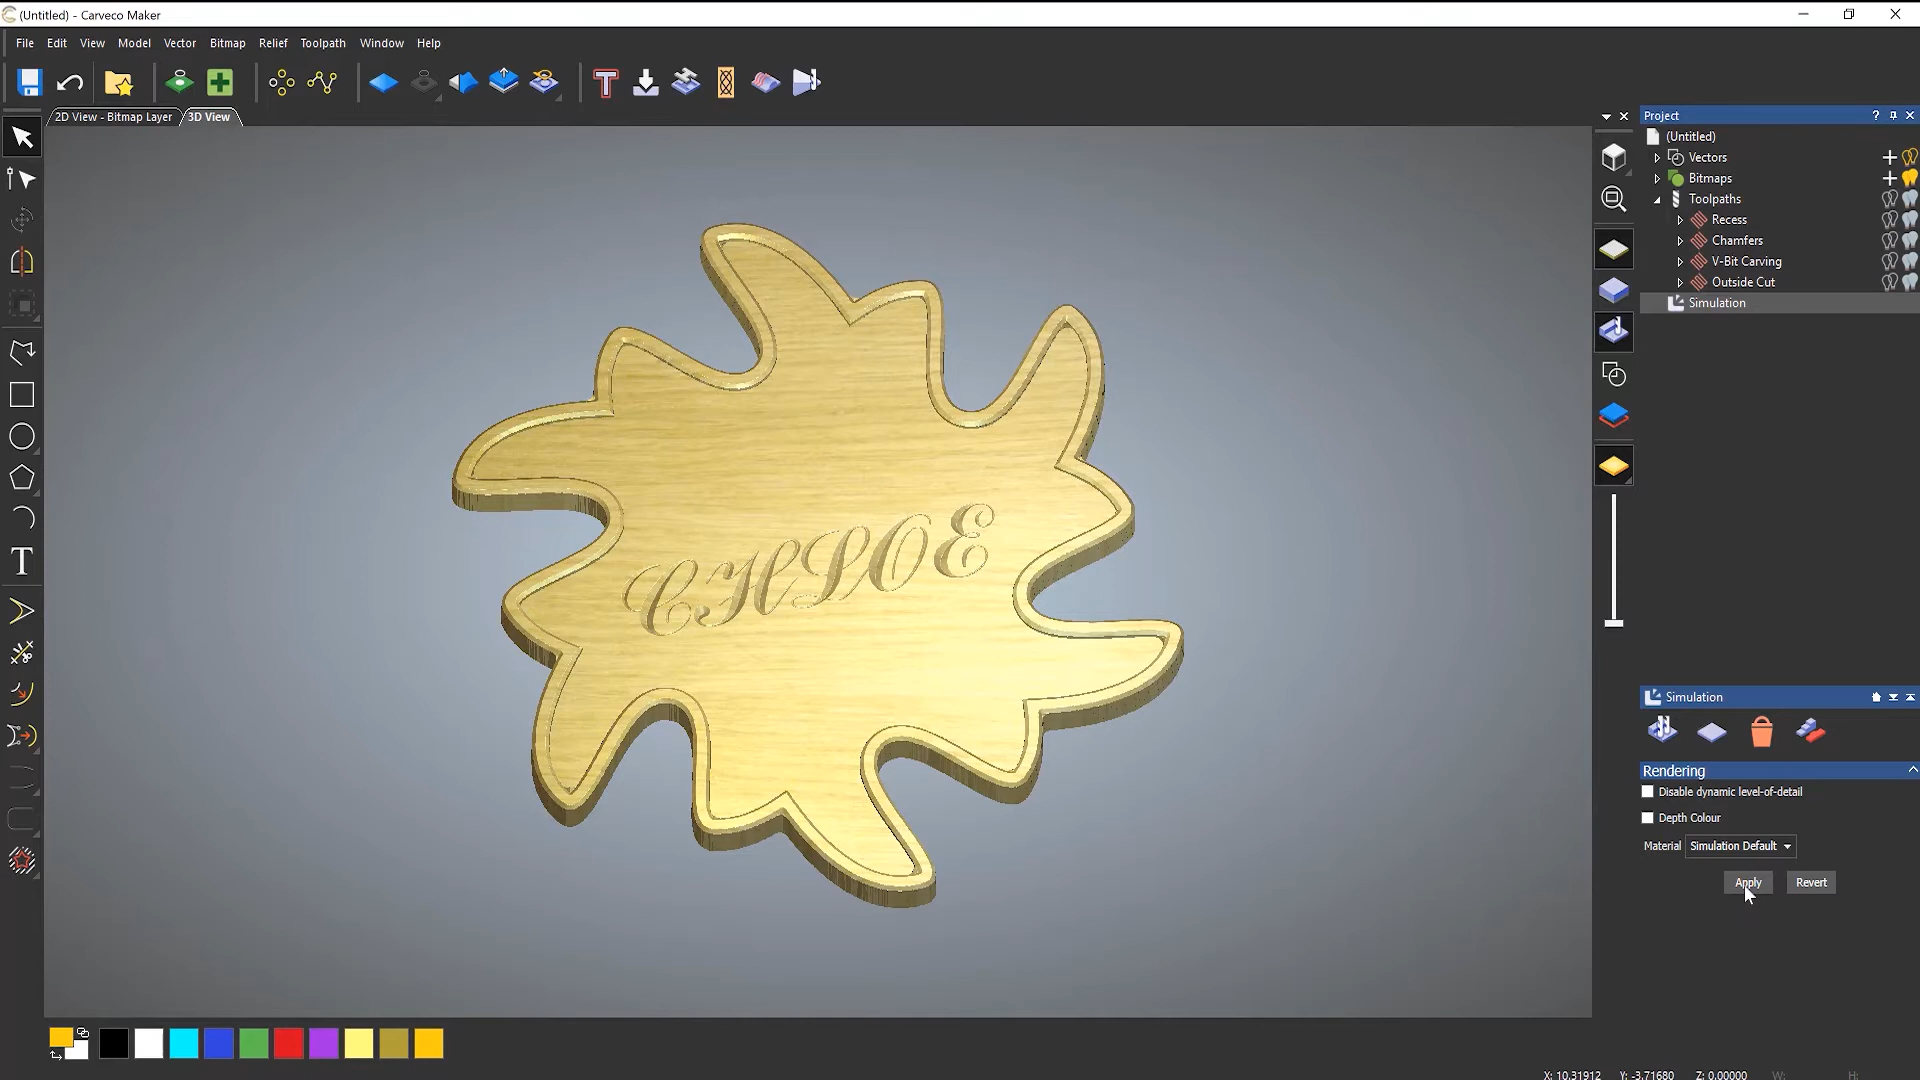 (Untitled) - Carveco Maker
File Edit View Model Vector Bitmap Relief Toolpath Window Help
2D View - Bitmap Layer 3D View
Project
(Untitled)
Vectors
Bitmaps
Toolpaths
Recess
Chamfers
V-Bit Carving
Outside Cut
Simulation
CHLOE
Simulation
Rendering
Disable dynamic level-of-detail
Depth Colour
Material Simulation Default
Apply Revert
X: 10.31912 Y: -3.71680 Z: 0.00000 W: H: